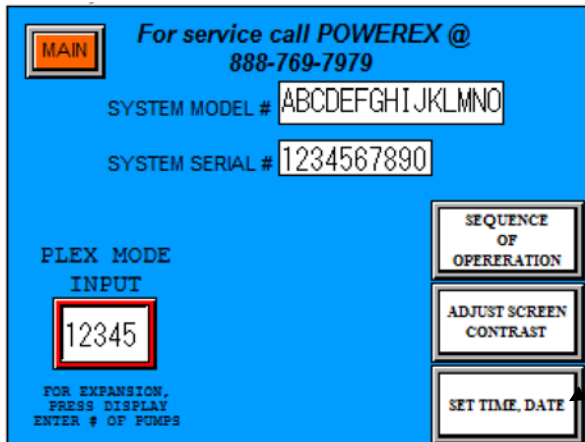 MAIN
For service call POWEREX @
888-769-7979
SYSTEM MODEL # ABCDEFGHIJKLMNO
SYSTEM SERIAL # 1234567890
SEQUENCE
OF
OPERERATION
PLEX MODE
INPUT
12345
ADJUST SCREEN
CONTRAST
FOR EXPANSION,
PRESS DISPLAY
ENTER # OF PUMPS
SET TIME, DATE